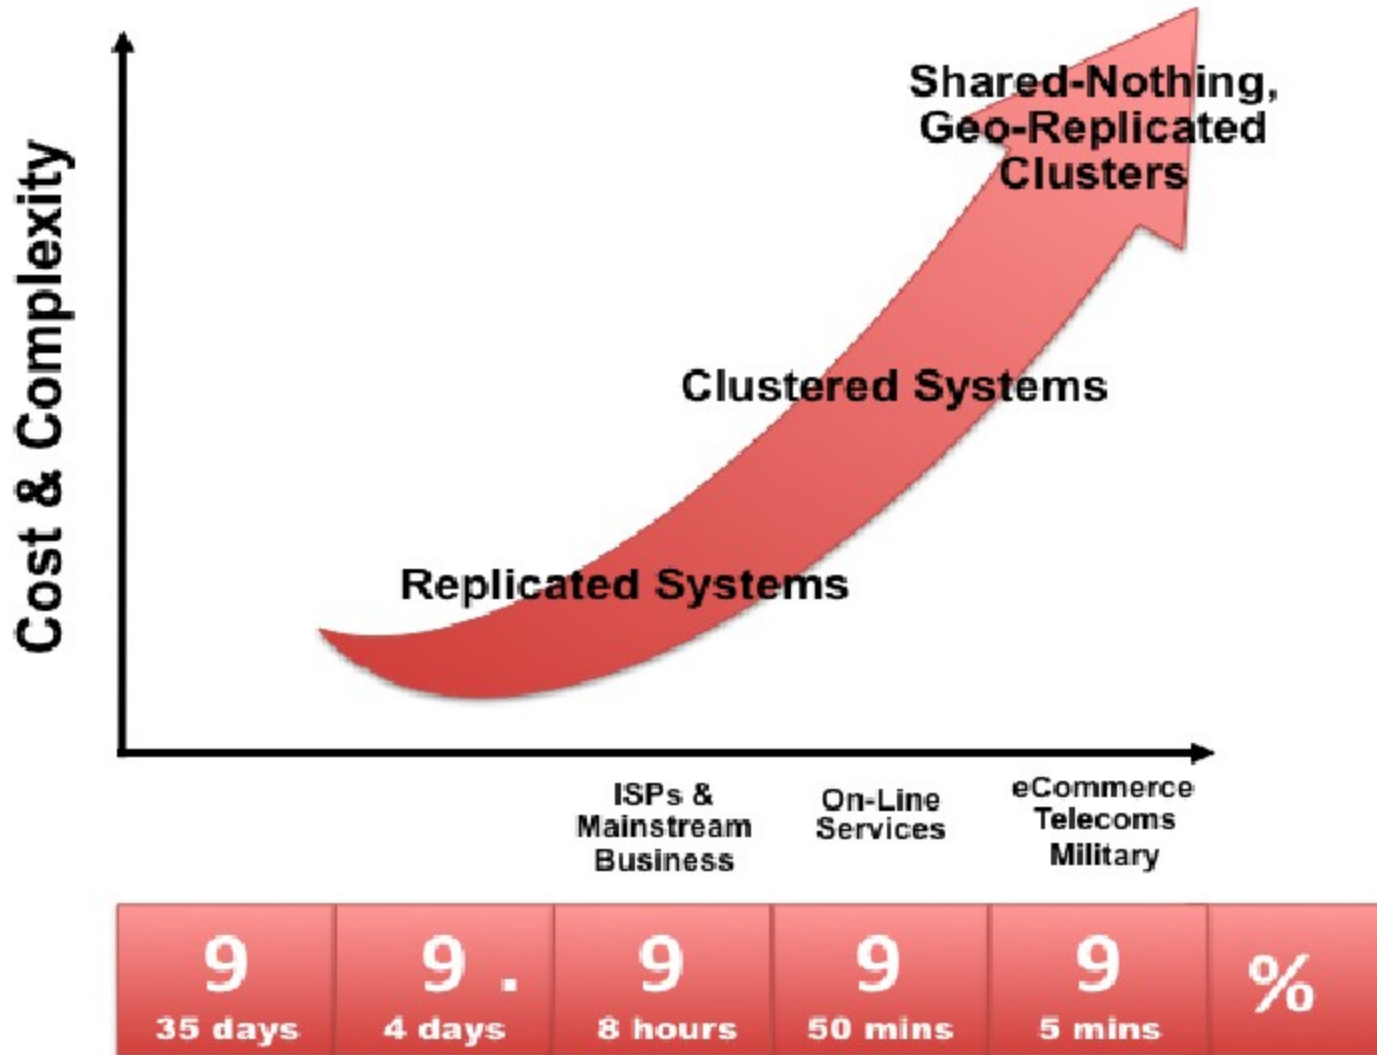 Cost & Complexity
Shared-Nothing,
Geo-Replicated
Clusters
Clustered Systems
Replicated Systems
ISPs &
Mainstream
Business
On-Line
Services
eCommerce
Telecoms
Military
9 9 . 9 9 9 %
35 days 4 days 8 hours 50 mins 5 mins